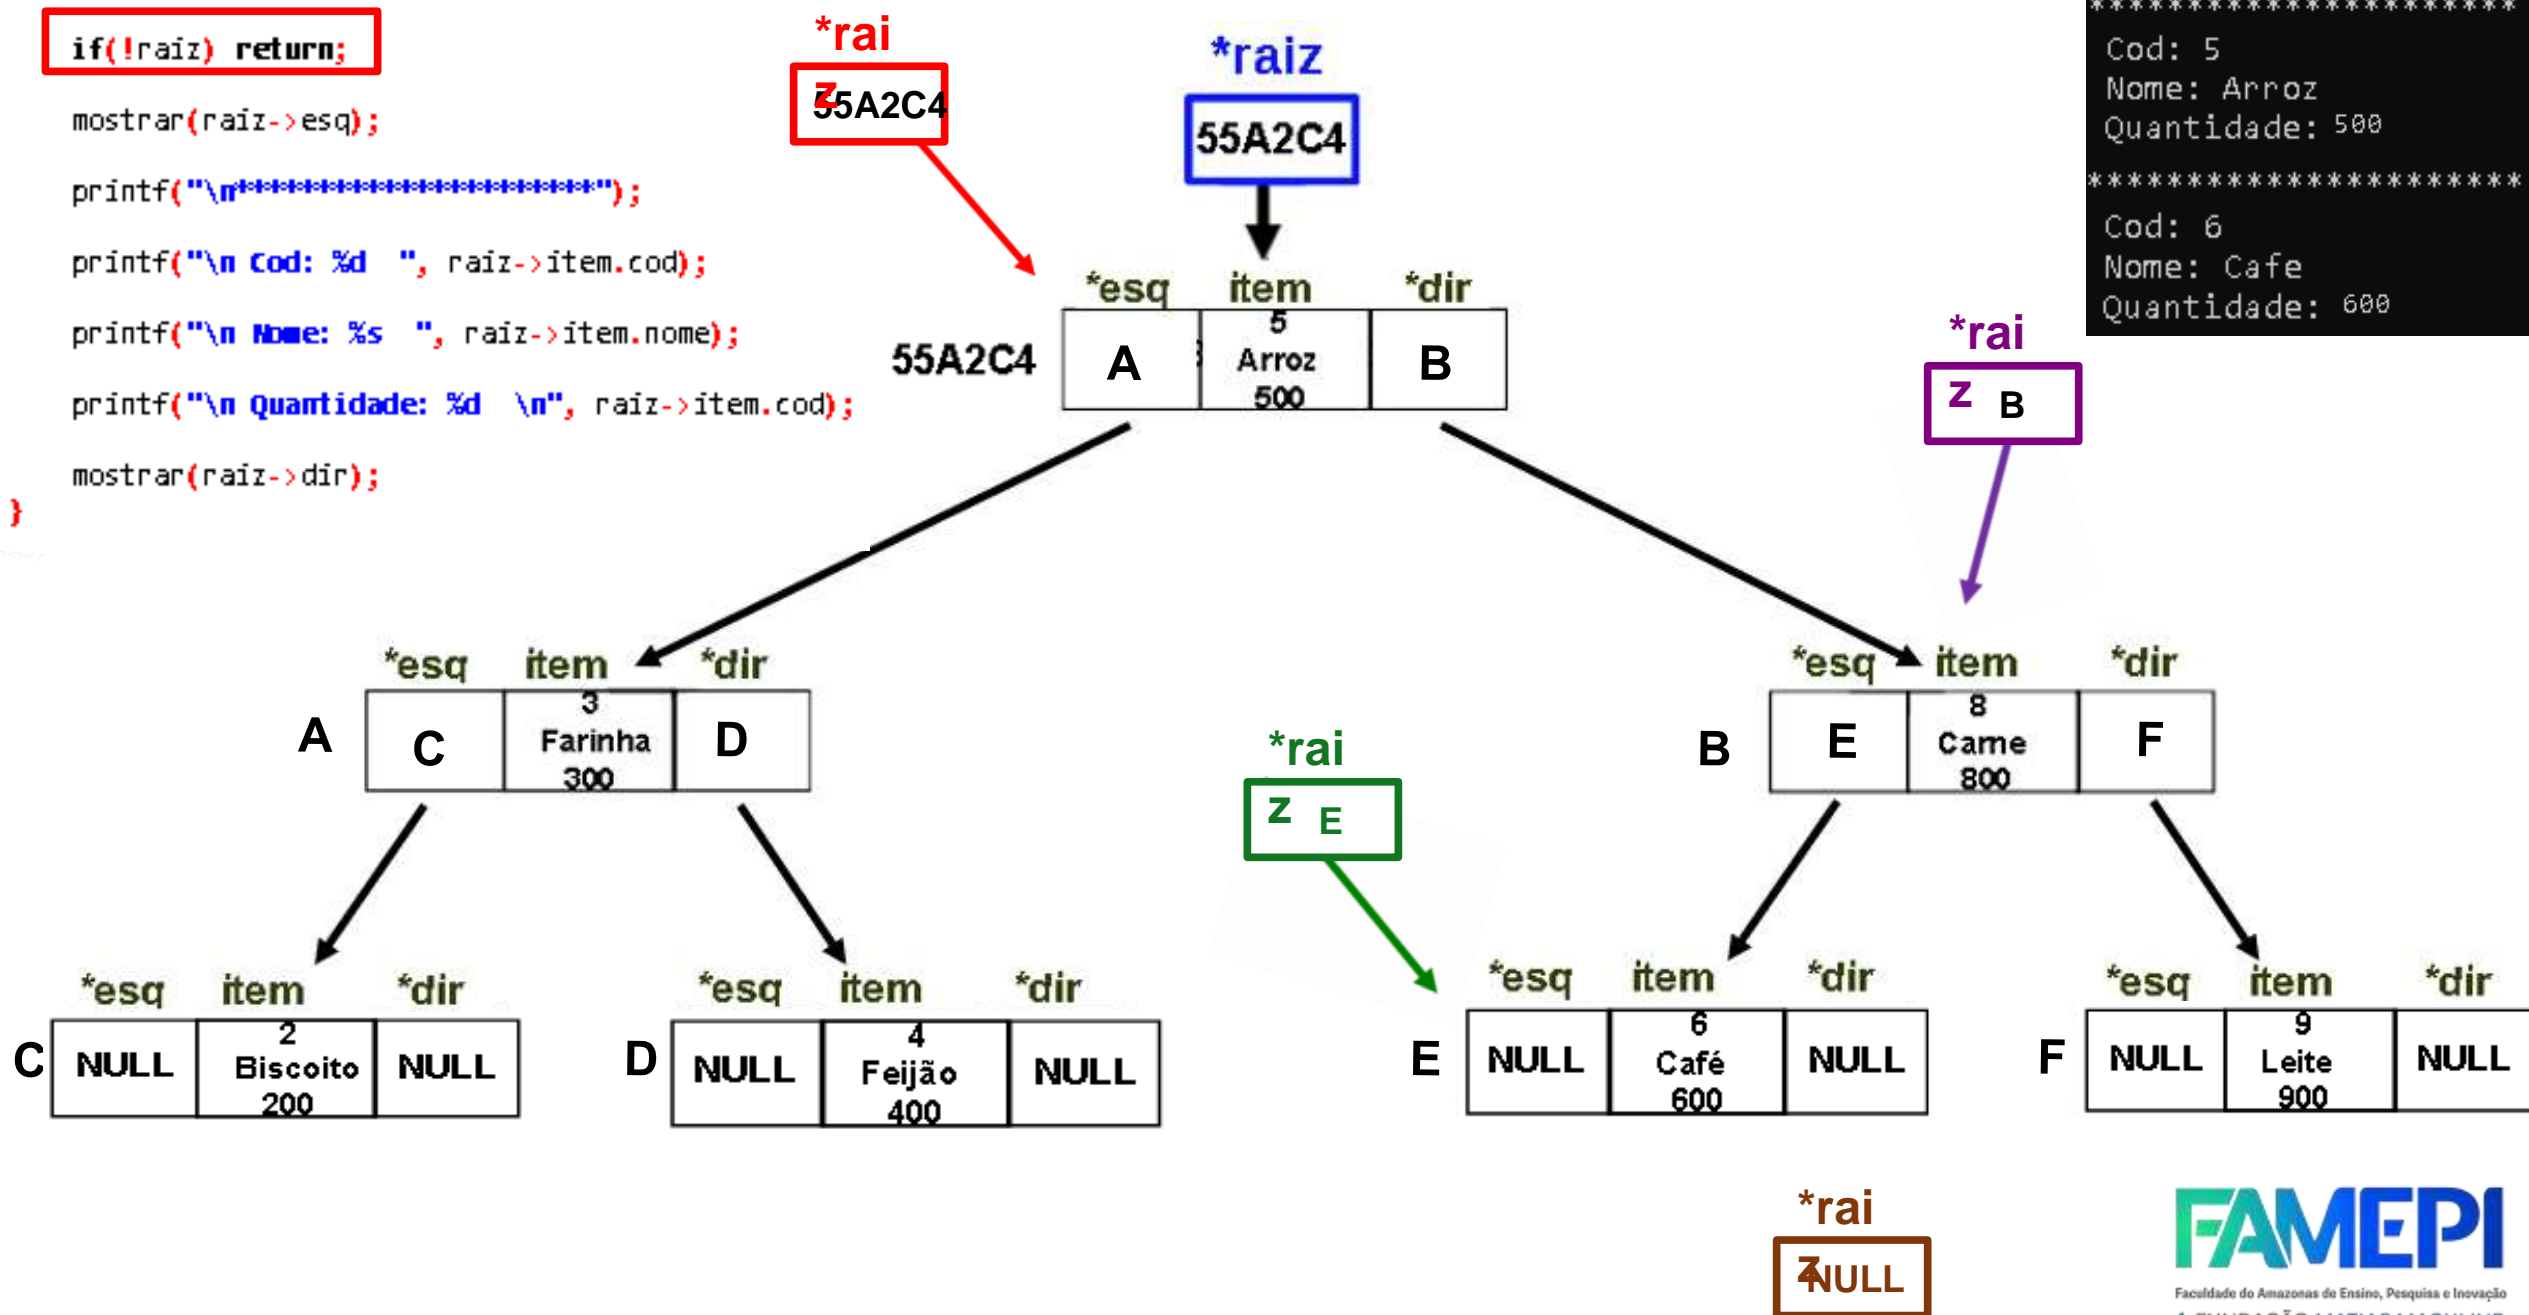 if(!raiz) return;
mostrar(raiz->esq);
printf("\n**************************");
printf("\n Cod: %d  ", raiz->item.cod);
printf("\n Nome: %s  ", raiz->item.nome);
printf("\n Quantidade: %d  \n", raiz->item.cod);
mostrar(raiz->dir);
}
*rai
z
55A2C4
*raiz
55A2C4
**********************
Cod: 5
Nome: Arroz
Quantidade: 500
**********************
Cod: 6
Nome: Cafe
Quantidade: 600
*esq item *dir
55A2C4 A 5 B
Arroz
500
*rai
z B
*esq item *dir
A C 3 D
Farinha
300
*esq item *dir
B E 8 F
Carne
800
*rai
z E
*esq item *dir
C NULL 2 NULL
Biscoito
200
*esq item *dir
D NULL 4 NULL
Feijão
400
*esq item *dir
E NULL 6 NULL
Café
600
*esq item *dir
F NULL 9 NULL
Leite
900
*rai
z
NULL
FAMEPI
Faculdade do Amazonas de Ensino, Pesquisa e Inovação